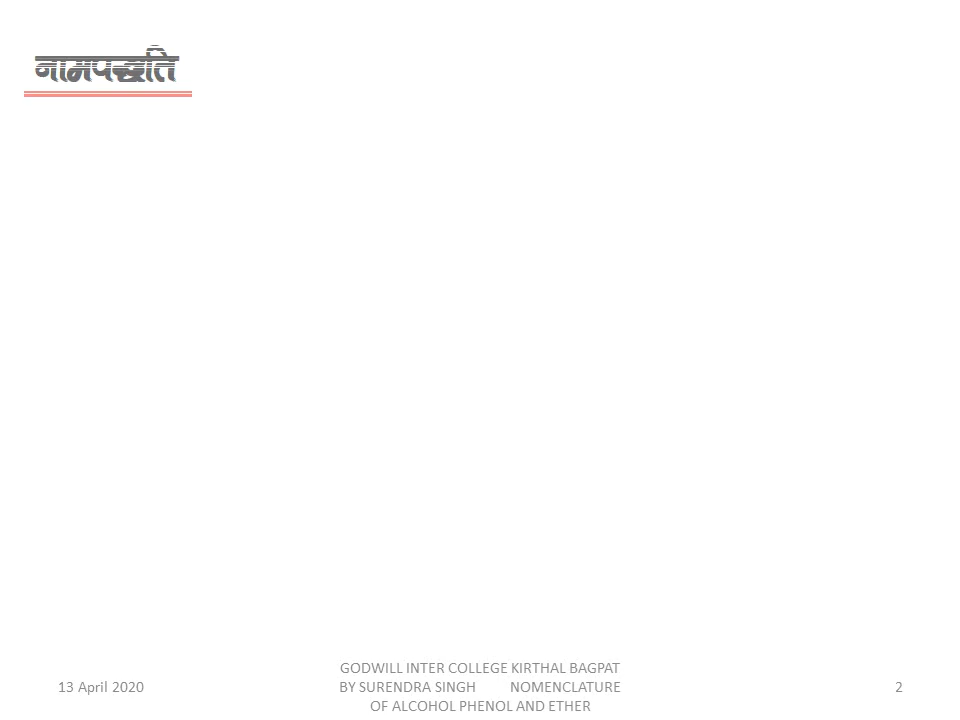 नामपद्धति
13 April 2020
GODWILL INTER COLLEGE KIRTHAL BAGPAT
BY SURENDRA SINGH NOMENCLATURE
OF ALCOHOL PHENOL AND ETHER
2